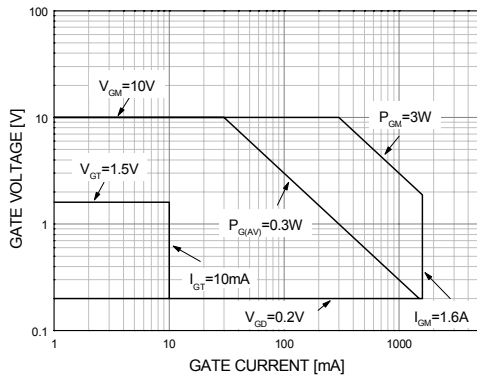 100
V_GM=10V
10
P_GM=3W
V_GT=1.5V
GATE VOLTAGE [V]
1
P_G(AV)=0.3W
I_GT=10mA
V_GD=0.2V
I_GM=1.6A
0.1
1
10
100
1000
GATE CURRENT [mA]